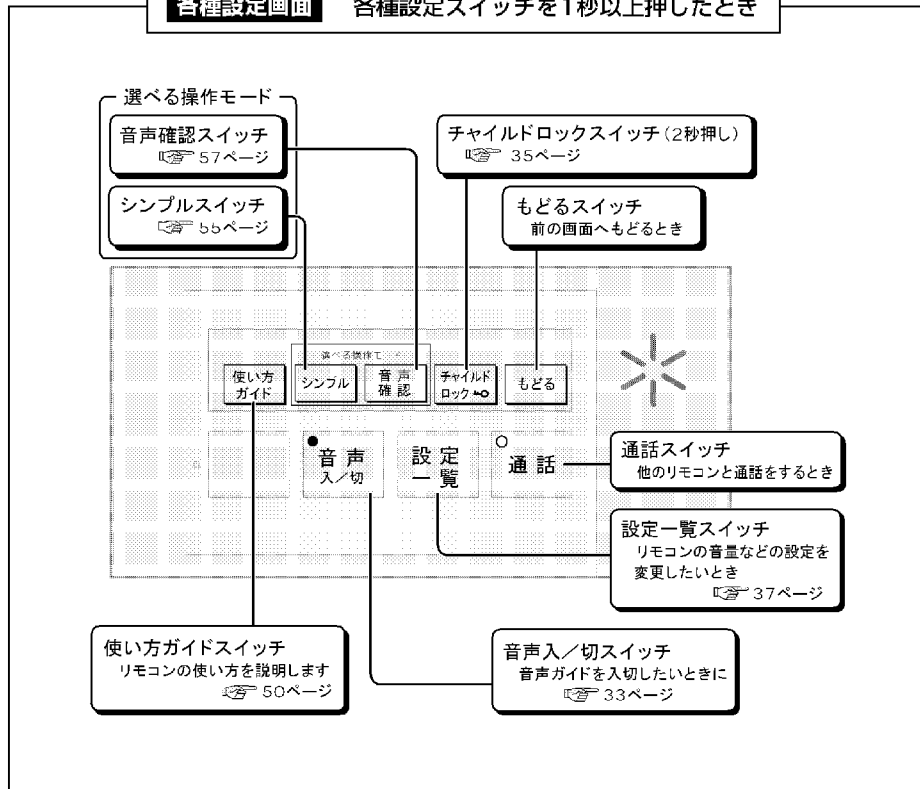 各種設定画面 各種設定スイッチを1秒以上押したとき
選べる操作モード
音声確認スイッチ
57ページ
シンプルスイッチ
55ページ
チャイルドロックスイッチ（2秒押し）
35ページ
もどるスイッチ
前の画面へもどるとき
選べる操作モード
使い方
ガイド
シンプル
音声
確認
チャイルド
ロック
もどる
音声
入／切
設定
一覧
通話
通話スイッチ
他のリモコンと通話をするとき
設定一覧スイッチ
リモコンの音量などの設定を
変更したいとき
37ページ
使い方ガイドスイッチ
リモコンの使い方を説明します
50ページ
音声入／切スイッチ
音声ガイドを入切したいときに
33ページ